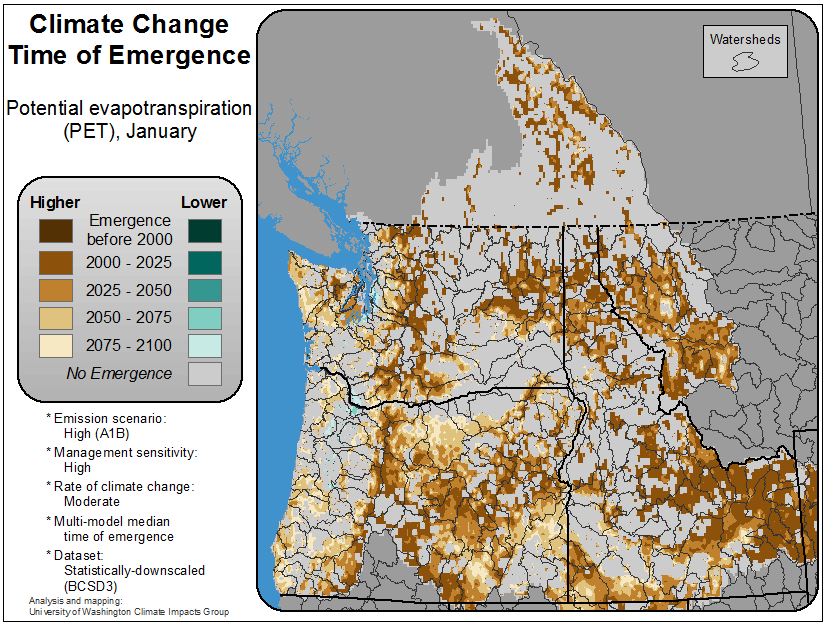 Climate Change
Time of Emergence
Potential evapotranspiration
(PET), January
Higher
Lower
Emergence
before 2000
2000 - 2025
2025 - 2050
2050 - 2075
2075 - 2100
No Emergence
* Emission scenario:
High (A1B)
* Management sensitivity:
High
* Rate of climate change:
Moderate
* Multi-model median
time of emergence
* Dataset:
Statistically-downscaled
(BCSD3)
Analysis and mapping:
University of Washington Climate Impacts Group
Watersheds